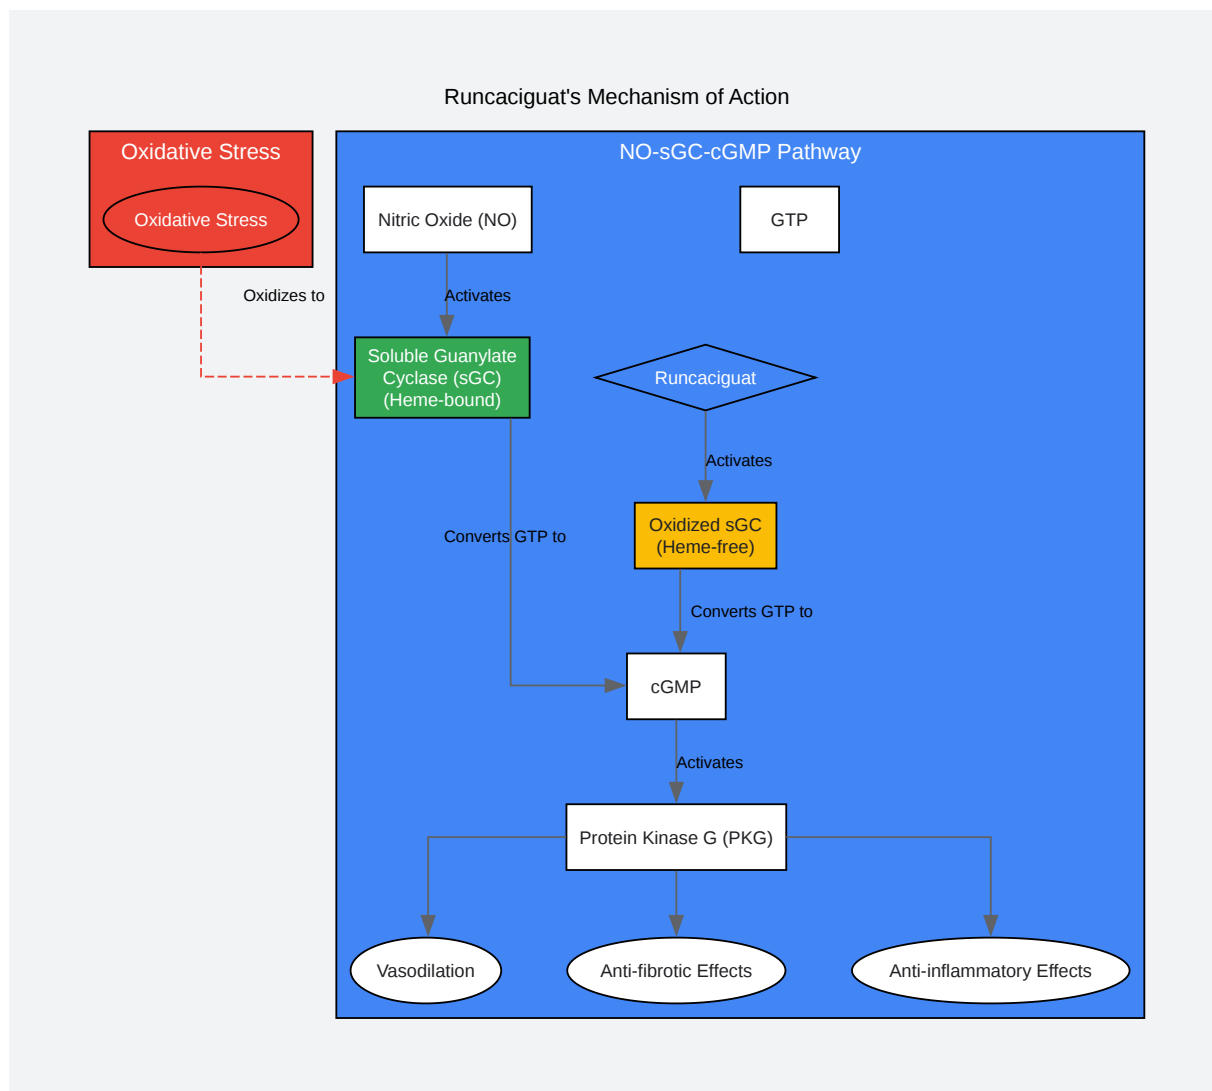 Runcaciguat's Mechanism of Action
Oxidative Stress
NO-sGC-cGMP Pathway
Oxidative Stress
Nitric Oxide (NO)
GTP
Oxidizes to
Activates
Soluble Guanylate
Cyclase (sGC)
(Heme-bound)
Runcaciguat
Activates
Oxidized sGC
(Heme-free)
Converts GTP to
Converts GTP to
cGMP
Activates
Protein Kinase G (PKG)
Vasodilation
Anti-fibrotic Effects
Anti-inflammatory Effects